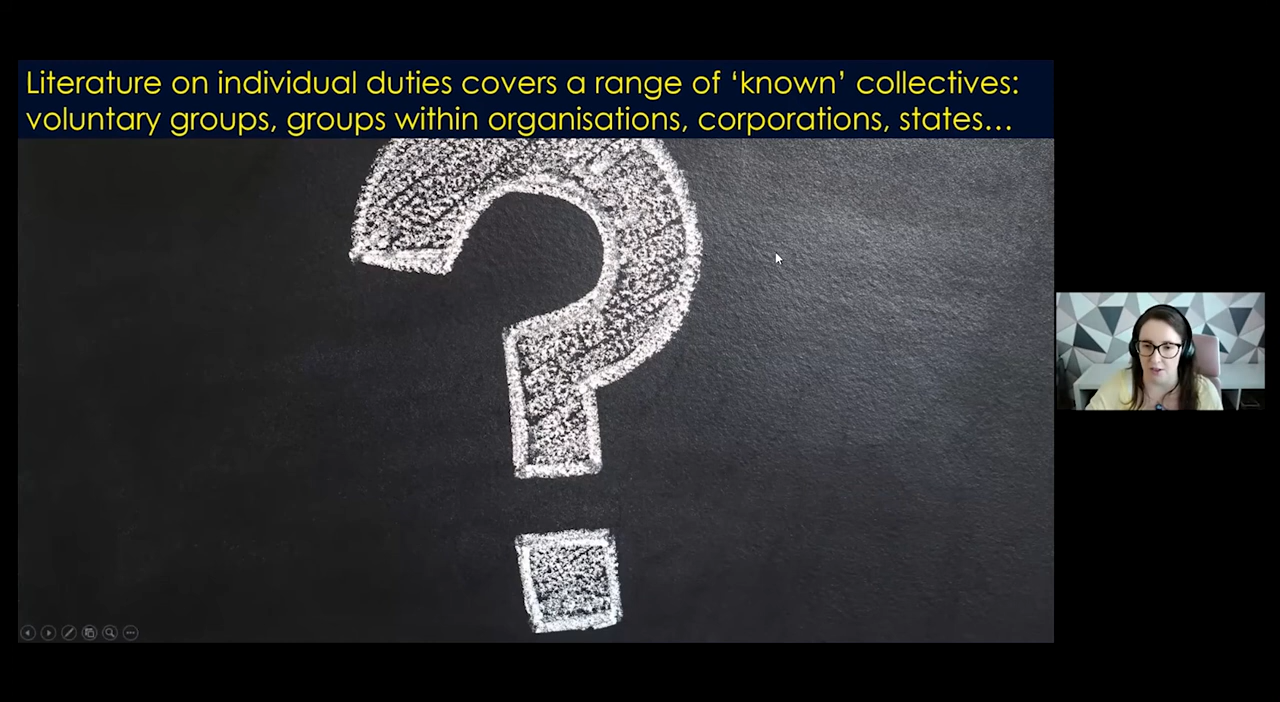 Literature on individual duties covers a range of ‘known’ collectives:
voluntary groups, groups within organisations, corporations, states…